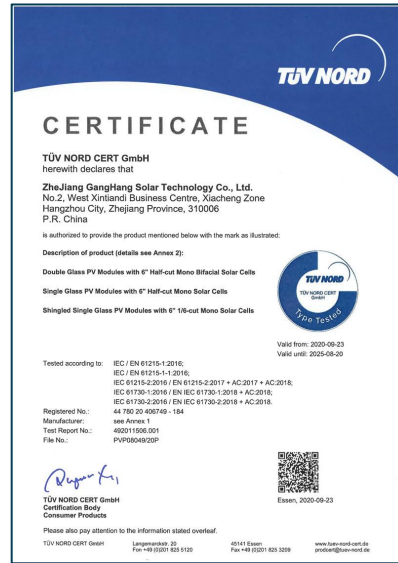 TÜV NORD
CERTIFICATE
TÜV NORD CERT GmbH
herewith declares that
ZheJiang GangHang Solar Technology Co., Ltd.
No.2, West Xintiandi Business Centre, Xiacheng Zone
Hangzhou City, Zhejiang Province, 310006
P.R. China
is authorized to provide the product mentioned below with the mark as illustrated:
Description of product (details see Annex 2):
Double Glass PV Modules with 6" Half-cut Mono Bifacial Solar Cells
Single Glass PV Modules with 6" Half-cut Mono Solar Cells
Shingled Single Glass PV Modules with 6" 1/6-cut Mono Solar Cells
TÜV NORD
TÜV NORD CERT
GmbH
Type Tested
Valid from: 2020-09-23
Valid until: 2025-08-20
Tested according to: IEC / EN 61215-1:2016;
IEC / EN 61215-1-1:2016;
IEC 61215-2:2016 / EN 61215-2:2017 + AC:2017 + AC:2018;
IEC 61730-1:2016 / EN IEC 61730-1:2018 + AC:2018;
IEC 61730-2:2016 / EN IEC 61730-2:2018 + AC:2018.
Registered No.: 44 780 20 406749 - 184
Manufacturer: see Annex 1
Test Report No.: 492011506.001
File No.: PVP08049/20P
TÜV NORD CERT GmbH
Certification Body
Consumer Products
Essen, 2020-09-23
Please also pay attention to the information stated overleaf.
TÜV NORD CERT GmbH Langemarckstr. 20 45141 Essen www.tuev-nord-cert.de
Fon +49 (0)201 825 5120 Fax +49 (0)201 825 3209 prodcert@tuev-nord.de